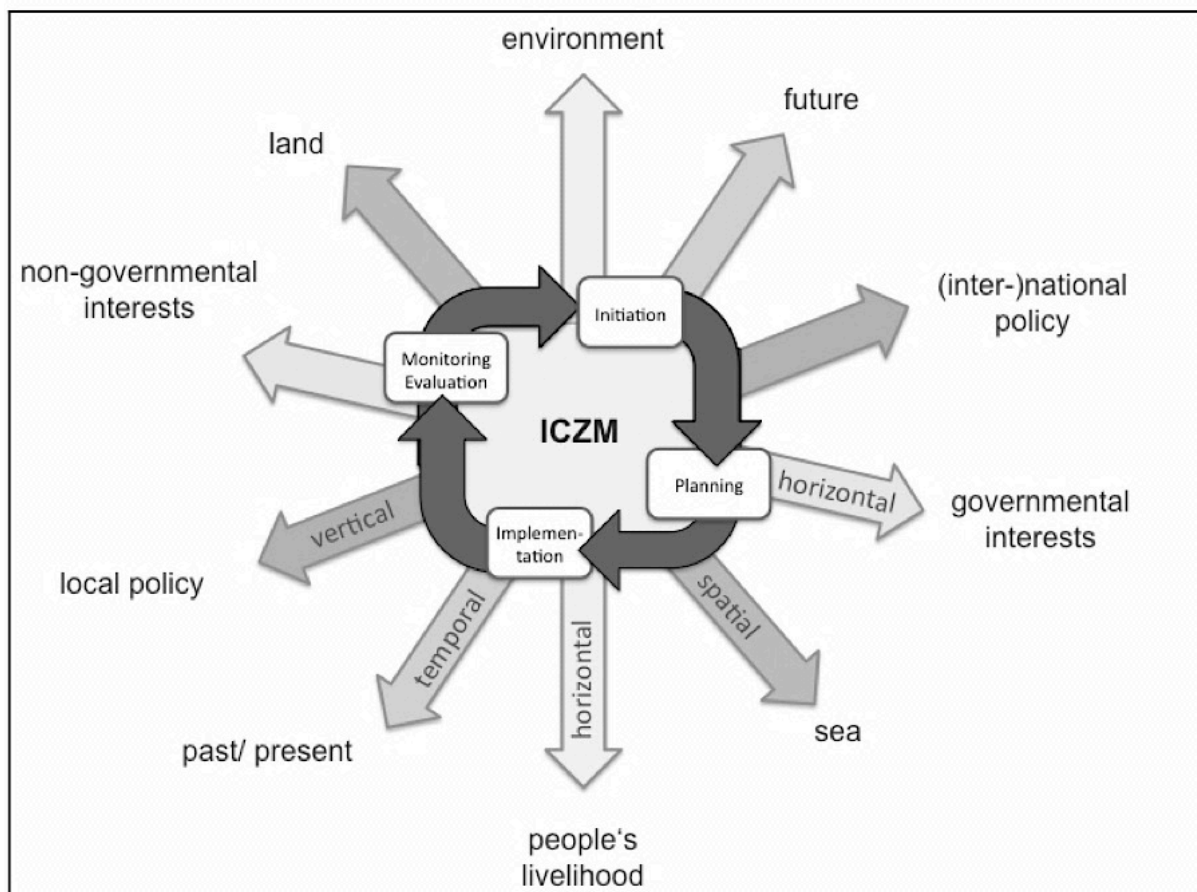 environment
future
land
non-governmental
interests
(inter-)national
policy
Initiation
Monitoring
Evaluation
ICZM
Planning
horizontal
governmental
interests
Implemen-
tation
vertical
local policy
temporal
spatial
horizontal
past/ present
sea
people‘s
livelihood